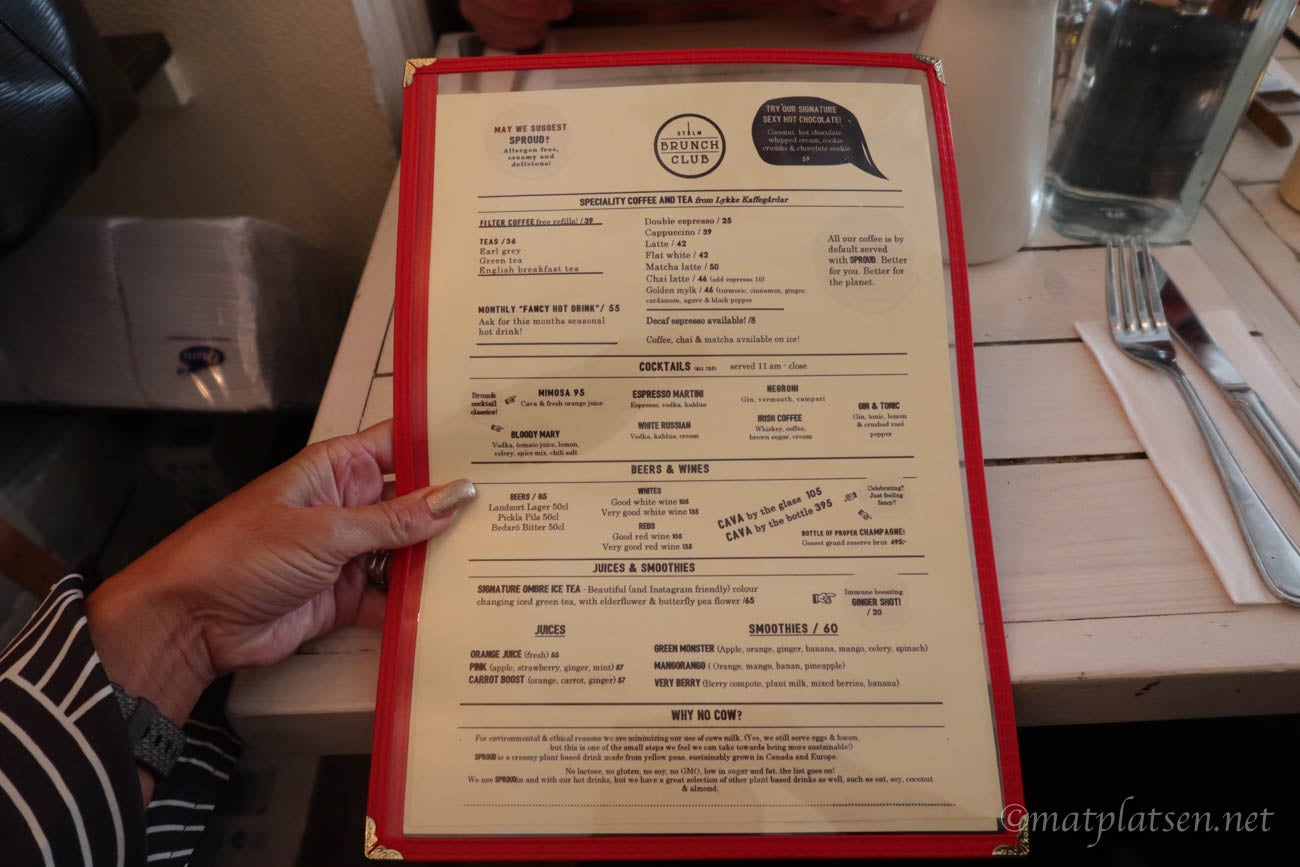 MAY WE SUGGEST
SPROUD?
Allergen free,
creamy and
delicious!
STHLM
BRUNCH
CLUB
TRY OUR SIGNATURE
SEXY HOT CHOCOLATE!
Coconut, hot chocolate,
whipped cream, cookie
crumbs & chocolate cookie
59
SPECIALITY COFFEE AND TEA from Lykke Kaffegårdar
FILTER COFFEE free refills! / 39
TEAS /36
Earl grey
Green tea
English breakfast tea
MONTHLY "FANCY HOT DRINK"/ 55
Ask for this months seasonal
hot drink!
Double espresso / 25
Cappuccino / 39
Latte / 42
Flat white / 42
Matcha latte / 50
Chai latte / 46 (add espresso 10)
Golden mylk / 46 (turmeric, cinnamon, ginger,
cardamom, agave & black pepper
Decaf espresso available! /8
Coffee, chai & matcha available on ice!
All our coffee is by
default served
with SPROUD. Better
for you. Better for
the planet.
COCKTAILS (ALL 125) served 11 am - close
Brunch
cocktail
classics!
MIMOSA 95
Cava & fresh orange juice
BLOODY MARY
Vodka, tomato juice, lemon,
celery, spice mix, chili salt
ESPRESSO MARTINI
Espresso, vodka, kahlua
WHITE RUSSIAN
Vodka, kahlua, cream
NEGRONI
Gin, vermouth, campari
IRISH COFFEE
Whiskey, coffee,
brown sugar, cream
GIN & TONIC
Gin, tonic, lemon
& crushed rosé
pepper
BEERS & WINES
BEERS / 85
Landsort Lager 50cl
Pickla Pils 50cl
Bedarö Bitter 50cl
WHITES
Good white wine 105
Very good white wine 135
REDS
Good red wine 105
Very good red wine 135
CAVA by the glass 105
CAVA by the bottle 395
Celebrating?
Just feeling
fancy?
BOTTLE OF PROPER CHAMPAGNE!
Gosset grand reserve brut 695:-
JUICES & SMOOTHIES
SIGNATURE OMBRE ICE TEA - Beautiful (and Instagram friendly) colour
changing iced green tea, with elderflower & butterfly pea flower /65
Immune boosting
GINGER SHOT!
/ 20
JUICES
ORANGE JUICE (fresh) 55
PINK (apple, strawberry, ginger, mint) 57
CARROT BOOST (orange, carrot, ginger) 57
SMOOTHIES / 60
GREEN MONSTER (Apple, orange, ginger, banana, mango, celery, spinach)
MANGORANGO ( Orange, mango, banan, pineapple)
VERY BERRY (Berry compote, plant milk, mixed berries, banana)
WHY NO COW?
For environmental & ethical reasons we are minimizing our use of cows milk. (Yes, we still serve eggs & bacon,
but this is one of the small steps we feel we can take towards being more sustainable!)
SPROUD is a creamy plant based drink made from yellow peas, sustainably grown in Canada and Europe.
No lactose, no gluten, no soy, no GMO, low in sugar and fat..the list goes on!
We use SPROUD in and with our hot drinks, but we have a great selection of other plant based drinks as well, such as oat, soy, coconut
& almond,
©matplatsen.net